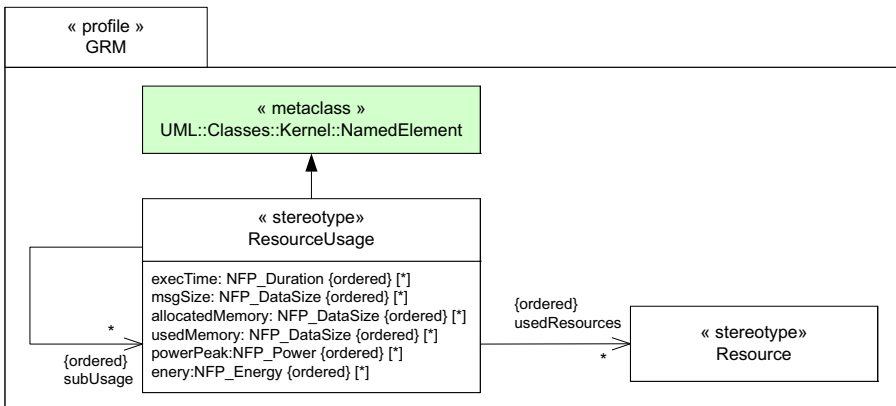 « profile »
GRM
« metaclass »
UML::Classes::Kernel::NamedElement
« stereotype»
ResourceUsage
execTime: NFP_Duration {ordered} [*]
msgSize: NFP_DataSize {ordered} [*]
allocatedMemory: NFP_DataSize {ordered} [*]
usedMemory: NFP_DataSize {ordered} [*]
powerPeak:NFP_Power {ordered} [*]
enery:NFP_Energy {ordered} [*]
*
{ordered}
subUsage
{ordered}
usedResources
*
« stereotype»
Resource